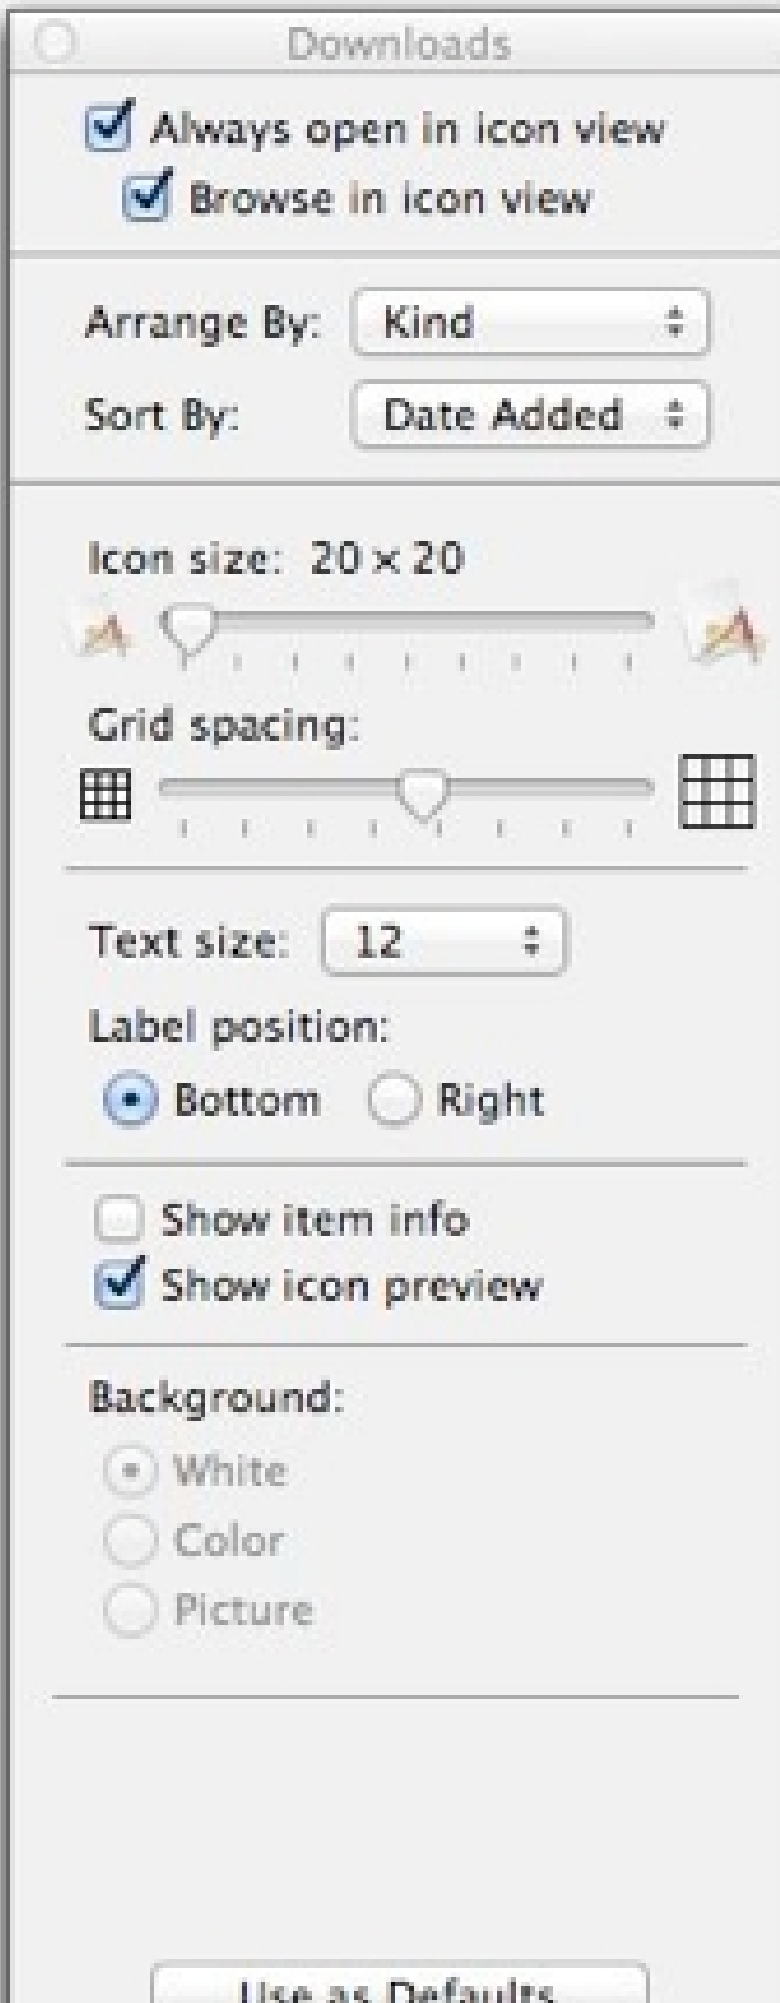 Downloads
Always open in icon view
Browse in icon view
Arrange By: Kind
Sort By: Date Added
Icon size: 20 × 20
Grid spacing:
Text size: 12
Label position:
Bottom Right
Show item info
Show icon preview
Background:
White
Color
Picture
Use as Defaults